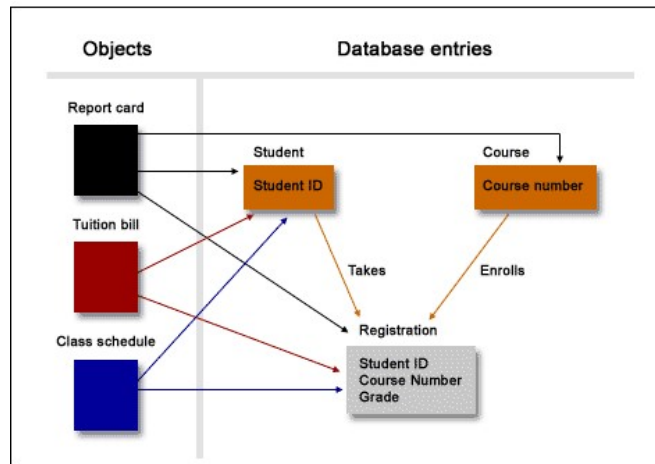 Objects
Database entries
Report card
Student
Student ID
Course
Course number
Tuition bill
Takes
Enrolls
Class schedule
Registration
Student ID
Course Number
Grade